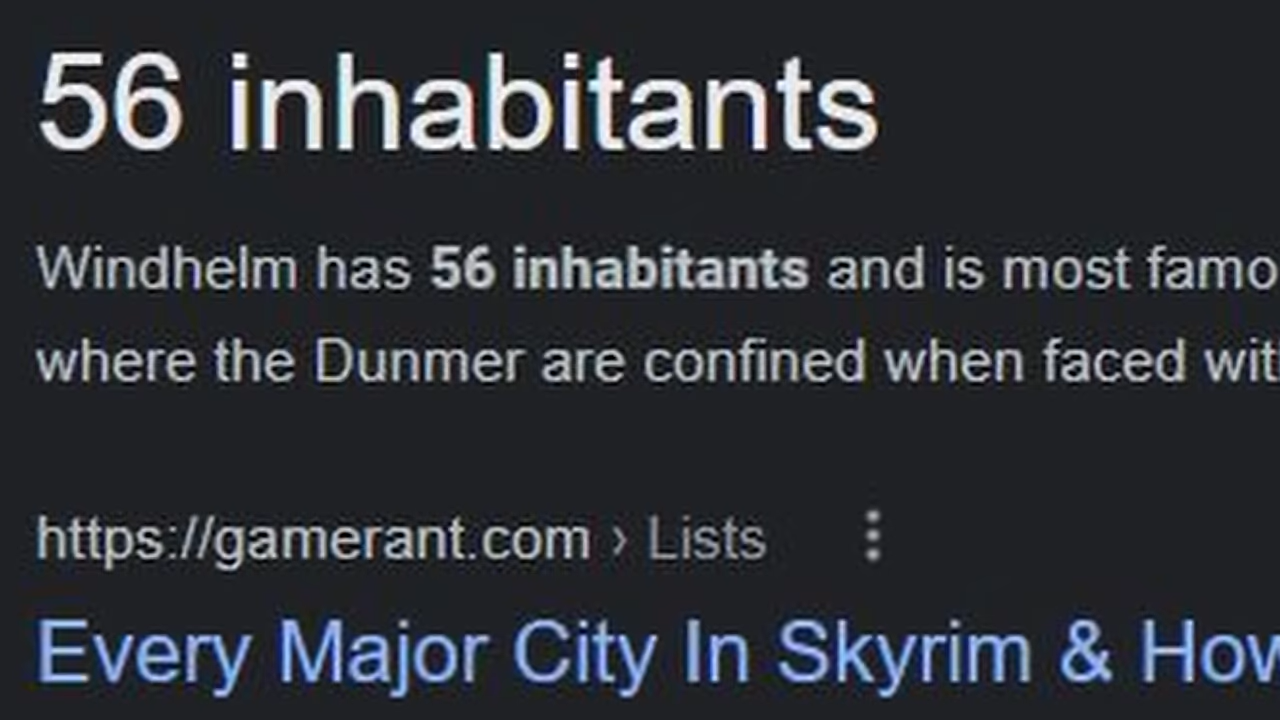 56 inhabitants
Windhelm has 56 inhabitants and is most famo
where the Dunmer are confined when faced wit
https://gamerant.com › Lists
Every Major City In Skyrim & How